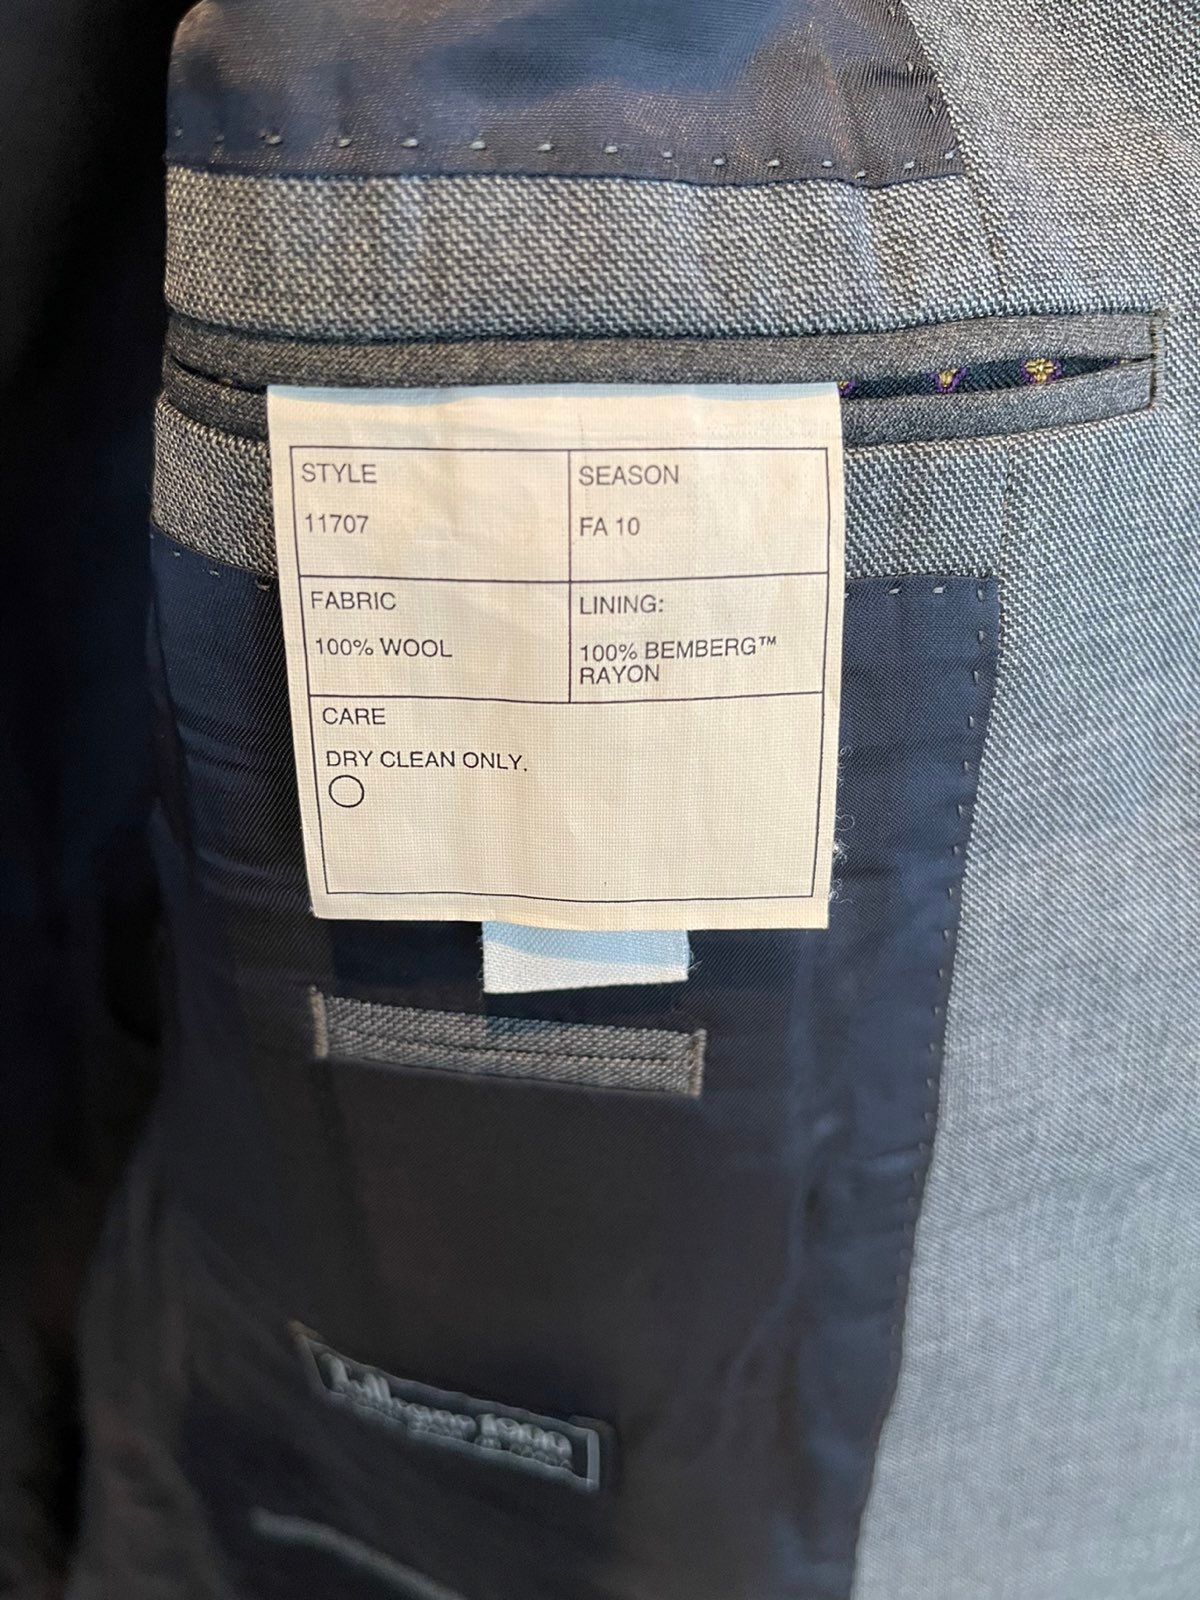 STYLE
11707
SEASON
FA 10
FABRIC
100% WOOL
LINING:
100% BEMBERG™
RAYON
CARE
DRY CLEAN ONLY.